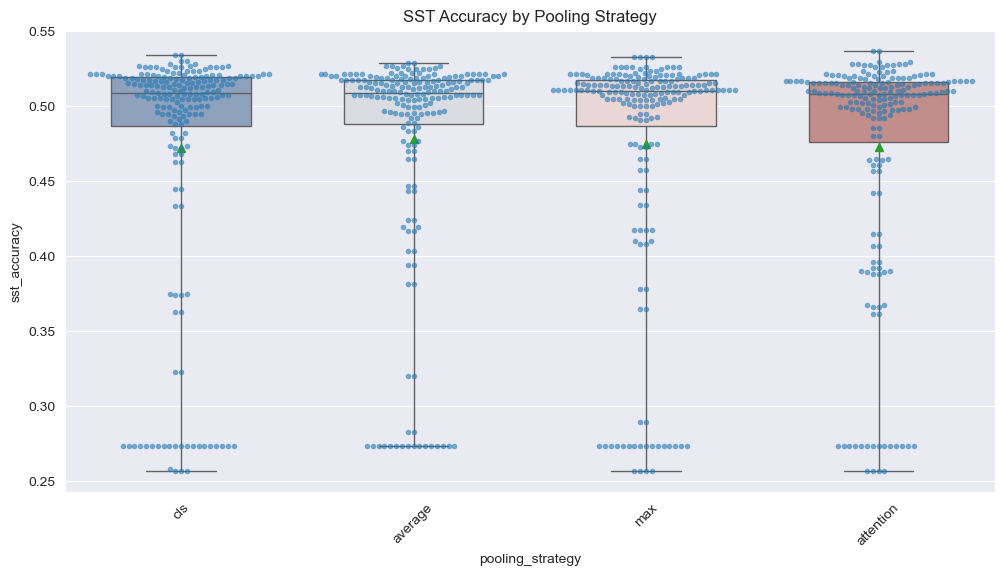 SST Accuracy by Pooling Strategy
sst_accuracy
0.55
0.50
0.45
0.40
0.35
0.30
0.25
cls
average
max
attention
pooling_strategy